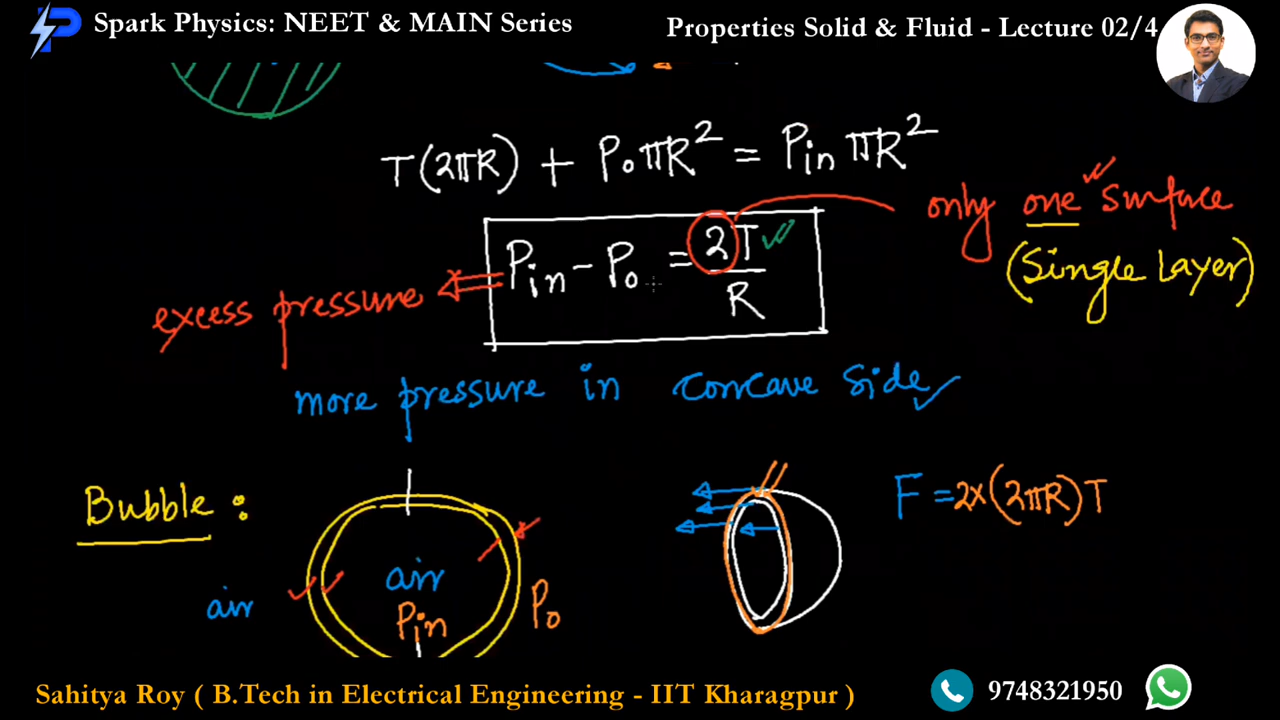 Spark Physics: NEET & MAIN Series
Properties Solid & Fluid - Lecture 02/4
T(2πR) + P₀πR² = Pin πR²
only one surface
(Single Layer)
Pin - P₀ = 2T/R
excess pressure
more pressure in concave side
Bubble :
F = 2x(2πR)T
air
air
Pin
P₀
Sahitya Roy ( B.Tech in Electrical Engineering - IIT Kharagpur )
9748321950